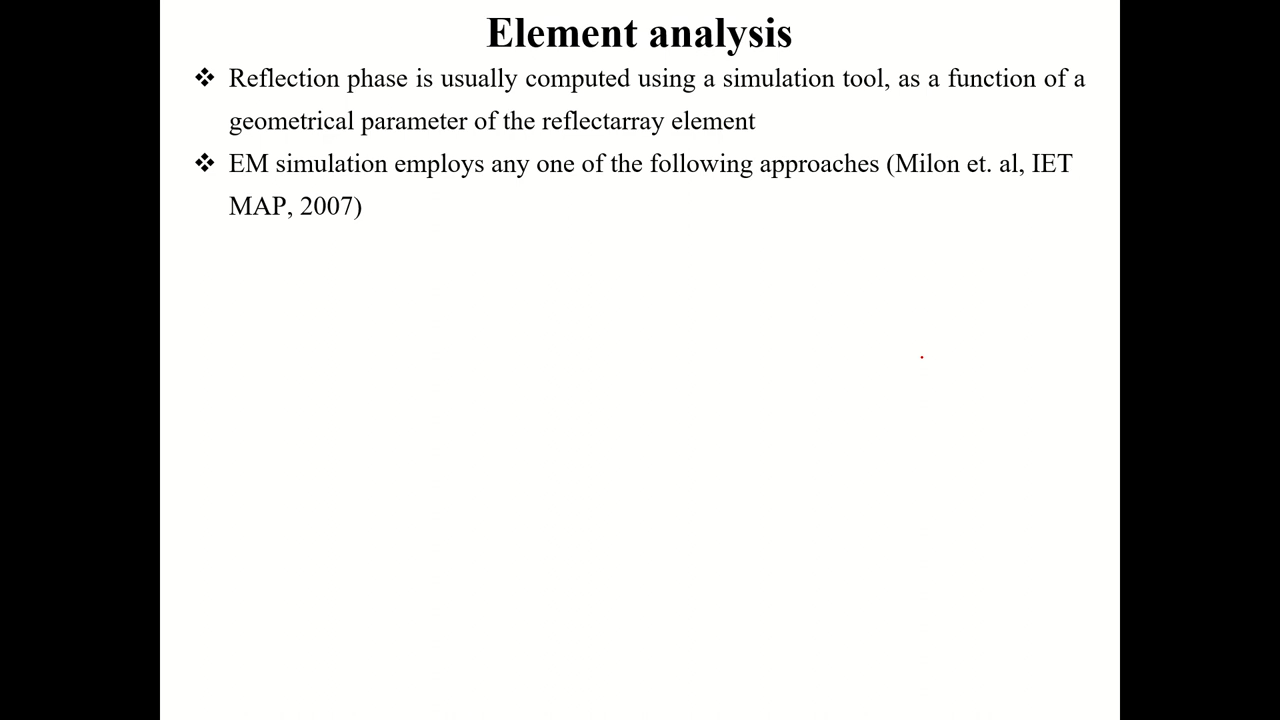 Element analysis
❖ Reflection phase is usually computed using a simulation tool, as a function of a
geometrical parameter of the reflectarray element
❖ EM simulation employs any one of the following approaches (Milon et. al, IET
MAP, 2007)